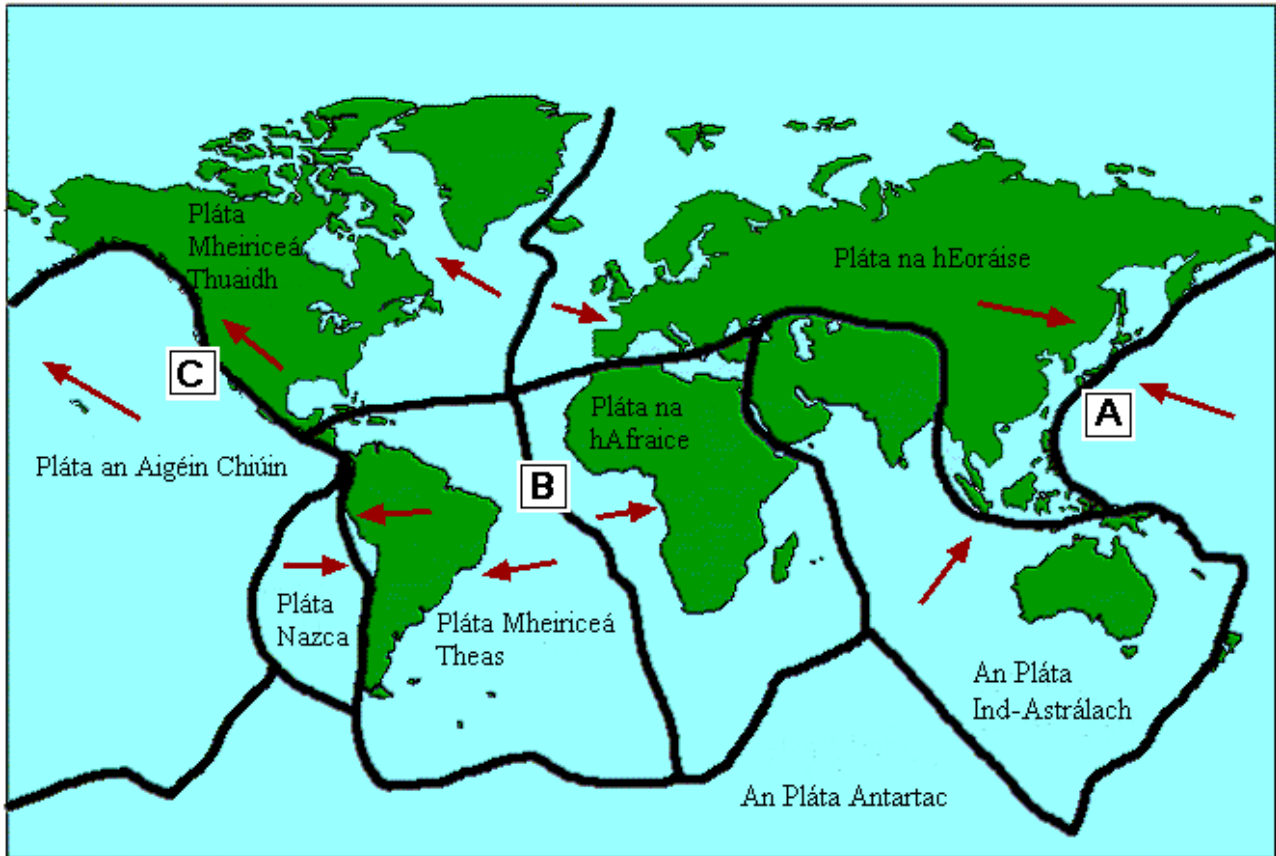 Pláta
Mheiriceá
Thuaidh
Pláta na hEoráise
C
A
Pláta na
hAfraice
Pláta an Aigéin Chiúin
B
Pláta
Nazca
Pláta Mheiriceá
Theas
An Pláta
Ind-Astrálach
An Pláta Antartac